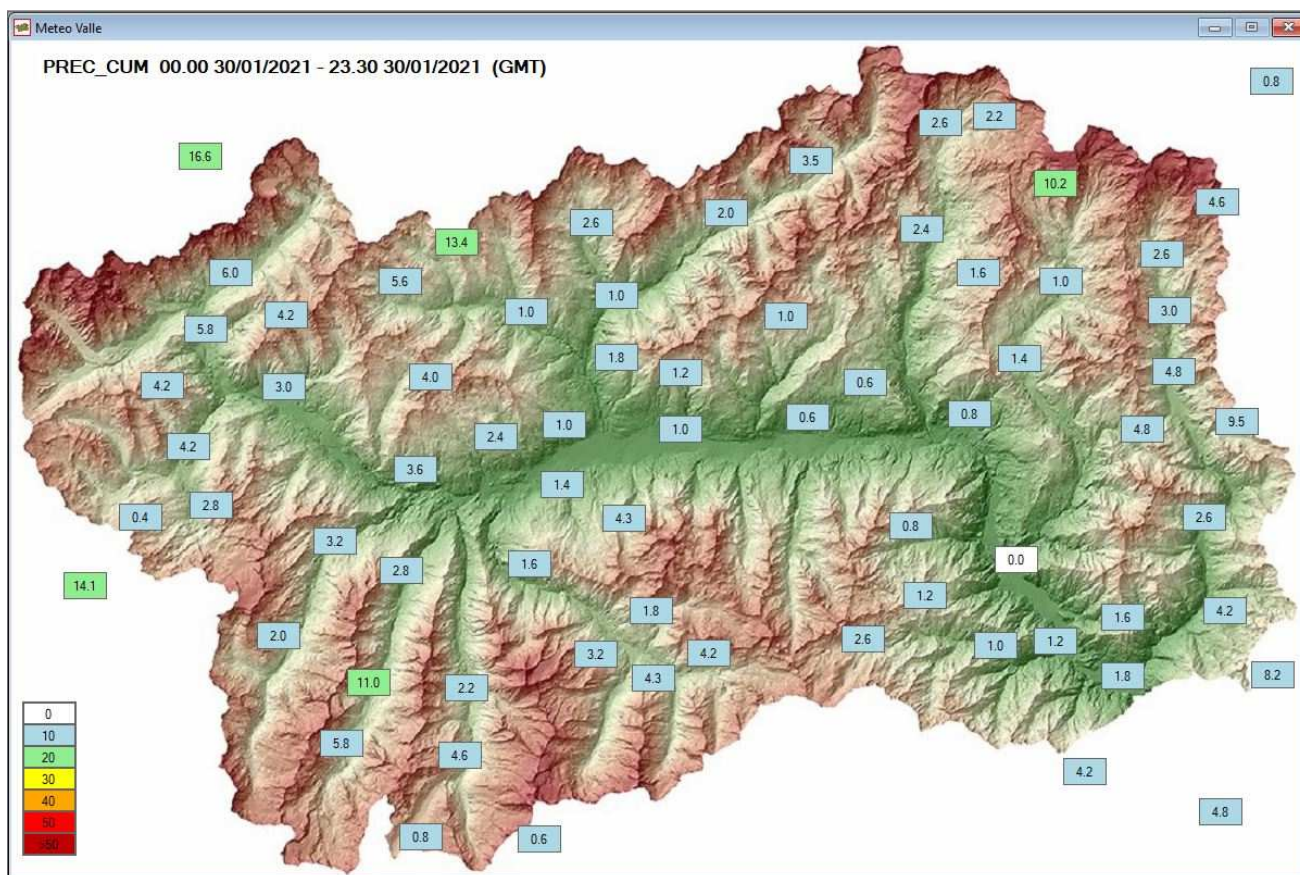 Meteo Valle
PREC_CUM 00.00 30/01/2021 - 23.30 30/01/2021 (GMT)
0.8
2.6 2.2
16.6 3.5
10.2
4.6
2.6 2.0
13.4 2.4
2.6
6.0 5.6 1.6 1.0
1.0
4.2 1.0 1.0 3.0
5.8
1.8 1.4
4.2 3.0 4.0 1.2 0.6 4.8
1.0 1.0 0.6 0.8 4.8 9.5
4.2 2.4
3.6
1.4
0.4 2.8 4.3 0.8 2.6
3.2
2.8 1.6 0.0
14.1 1.2
1.8 1.6 4.2
2.0 2.6 1.0 1.2
3.2 4.2
11.0 2.2 4.3 1.8 8.2
5.8 4.6
4.2
4.8
0.8 0.6
0
10
20
30
40
50
>50